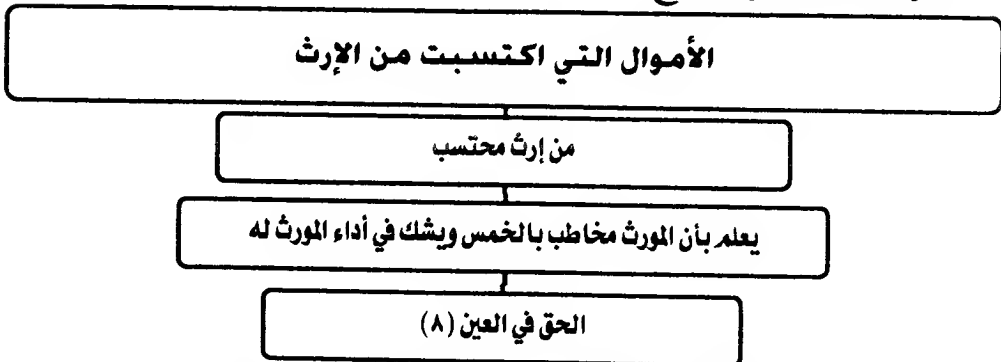 الأموال التي اكتسبت من الإرث
من إرث محتسب
يعلم بأن المورث مخاطب بالخمس ويشك في أداء المورث له
الحق في العين (٨)